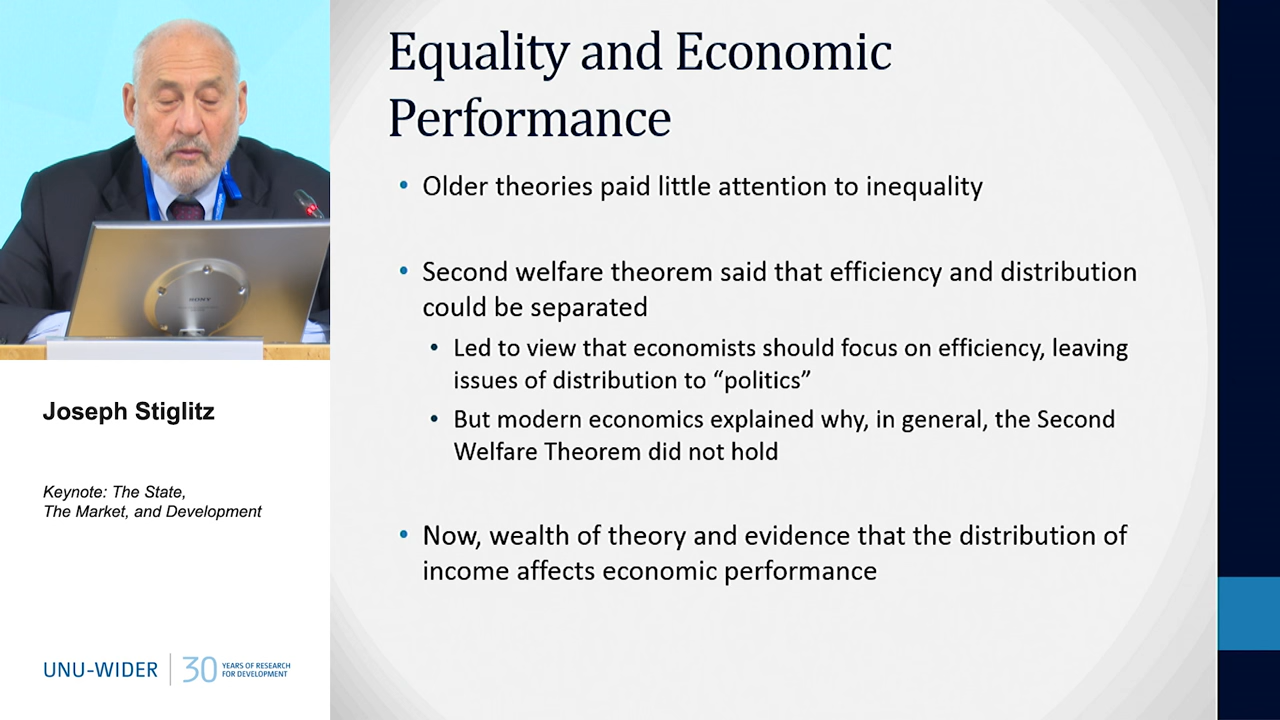 Equality and Economic
Performance
• Older theories paid little attention to inequality
• Second welfare theorem said that efficiency and distribution
could be separated
• Led to view that economists should focus on efficiency, leaving
issues of distribution to “politics”
• But modern economics explained why, in general, the Second
Welfare Theorem did not hold
• Now, wealth of theory and evidence that the distribution of
income affects economic performance
SONY
Joseph Stiglitz
Keynote: The State,
The Market, and Development
UNU-WIDER
30
YEARS OF RESEARCH
FOR DEVELOPMENT